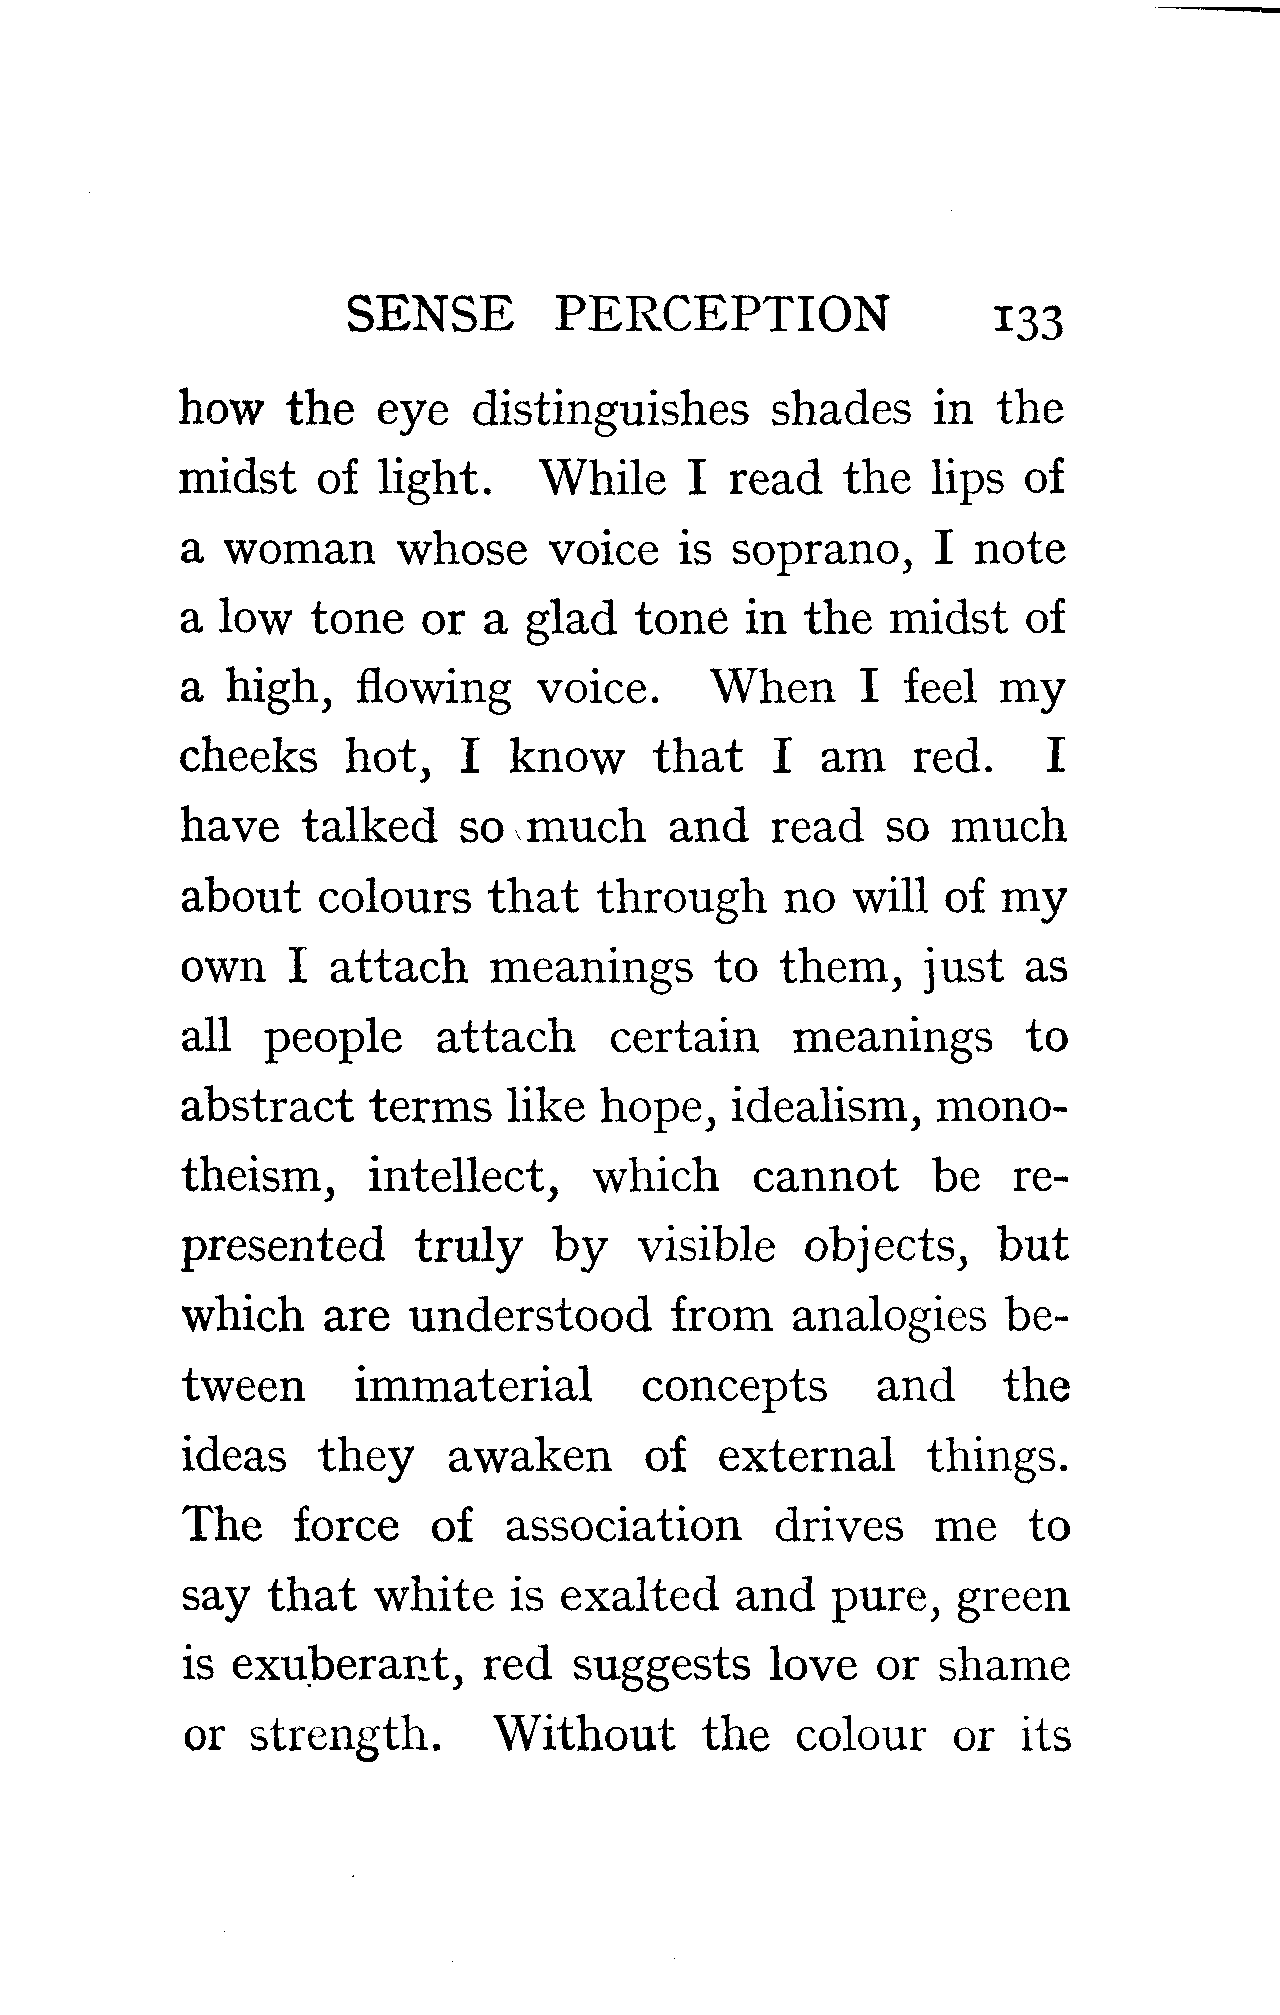 SENSE PERCEPTION 133
how the eye distinguishes shades in the
midst of light. While I read the lips of
a woman whose voice is soprano, I note
a low tone or a glad tone in the midst of
a high, flowing voice. When I feel my
cheeks hot, I know that I am red. I
have talked so much and read so much
about colours that through no will of my
own I attach meanings to them, just as
all people attach certain meanings to
abstract terms like hope, idealism, mono-
theism, intellect, which cannot be re-
presented truly by visible objects, but
which are understood from analogies be-
tween immaterial concepts and the
ideas they awaken of external things.
The force of association drives me to
say that white is exalted and pure, green
is exuberant, red suggests love or shame
or strength. Without the colour or its